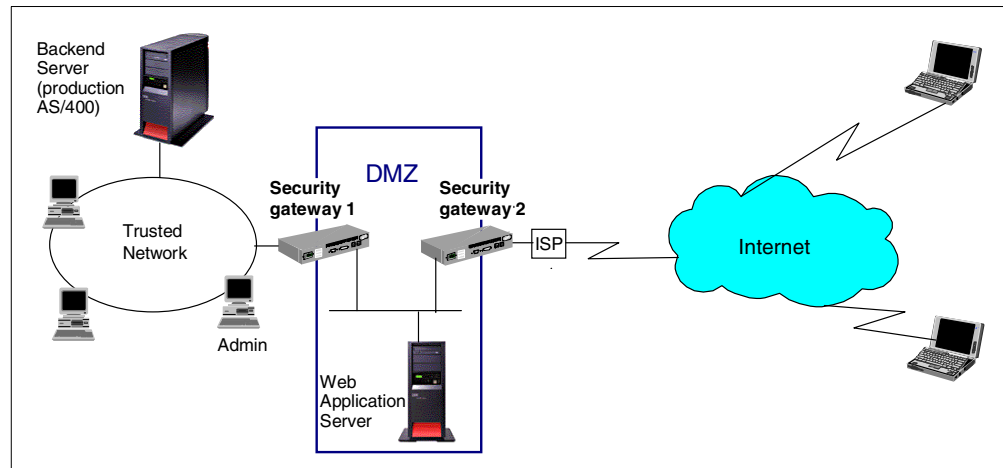 Backend
Server
(production
AS/400)
DMZ
Security
gateway 1
Security
gateway 2
Trusted
Network
ISP
Internet
Admin
Web
Application
Server